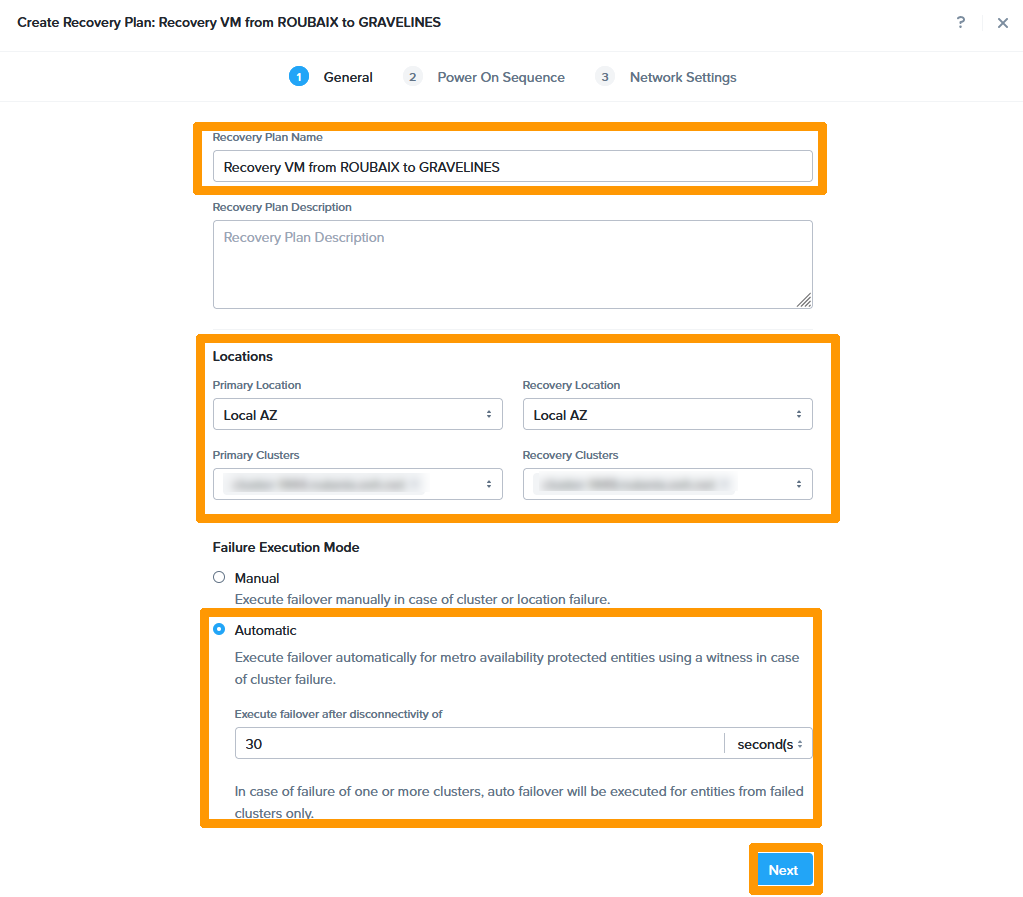 Create Recovery Plan: Recovery VM from ROUBAIX to GRAVELINES
?
1 General 2 Power On Sequence 3 Network Settings
Recovery Plan Name
Recovery VM from ROUBAIX to GRAVELINES
Recovery Plan Description
Recovery Plan Description
Locations
Primary Location Recovery Location
Local AZ Local AZ
Primary Clusters Recovery Clusters
Failure Execution Mode
Manual
Execute failover manually in case of cluster or location failure.
Automatic
Execute failover automatically for metro availability protected entities using a witness in case
of cluster failure.
Execute failover after disconnectivity of
30 second(s
In case of failure of one or more clusters, auto failover will be executed for entities from failed
clusters only.
Next